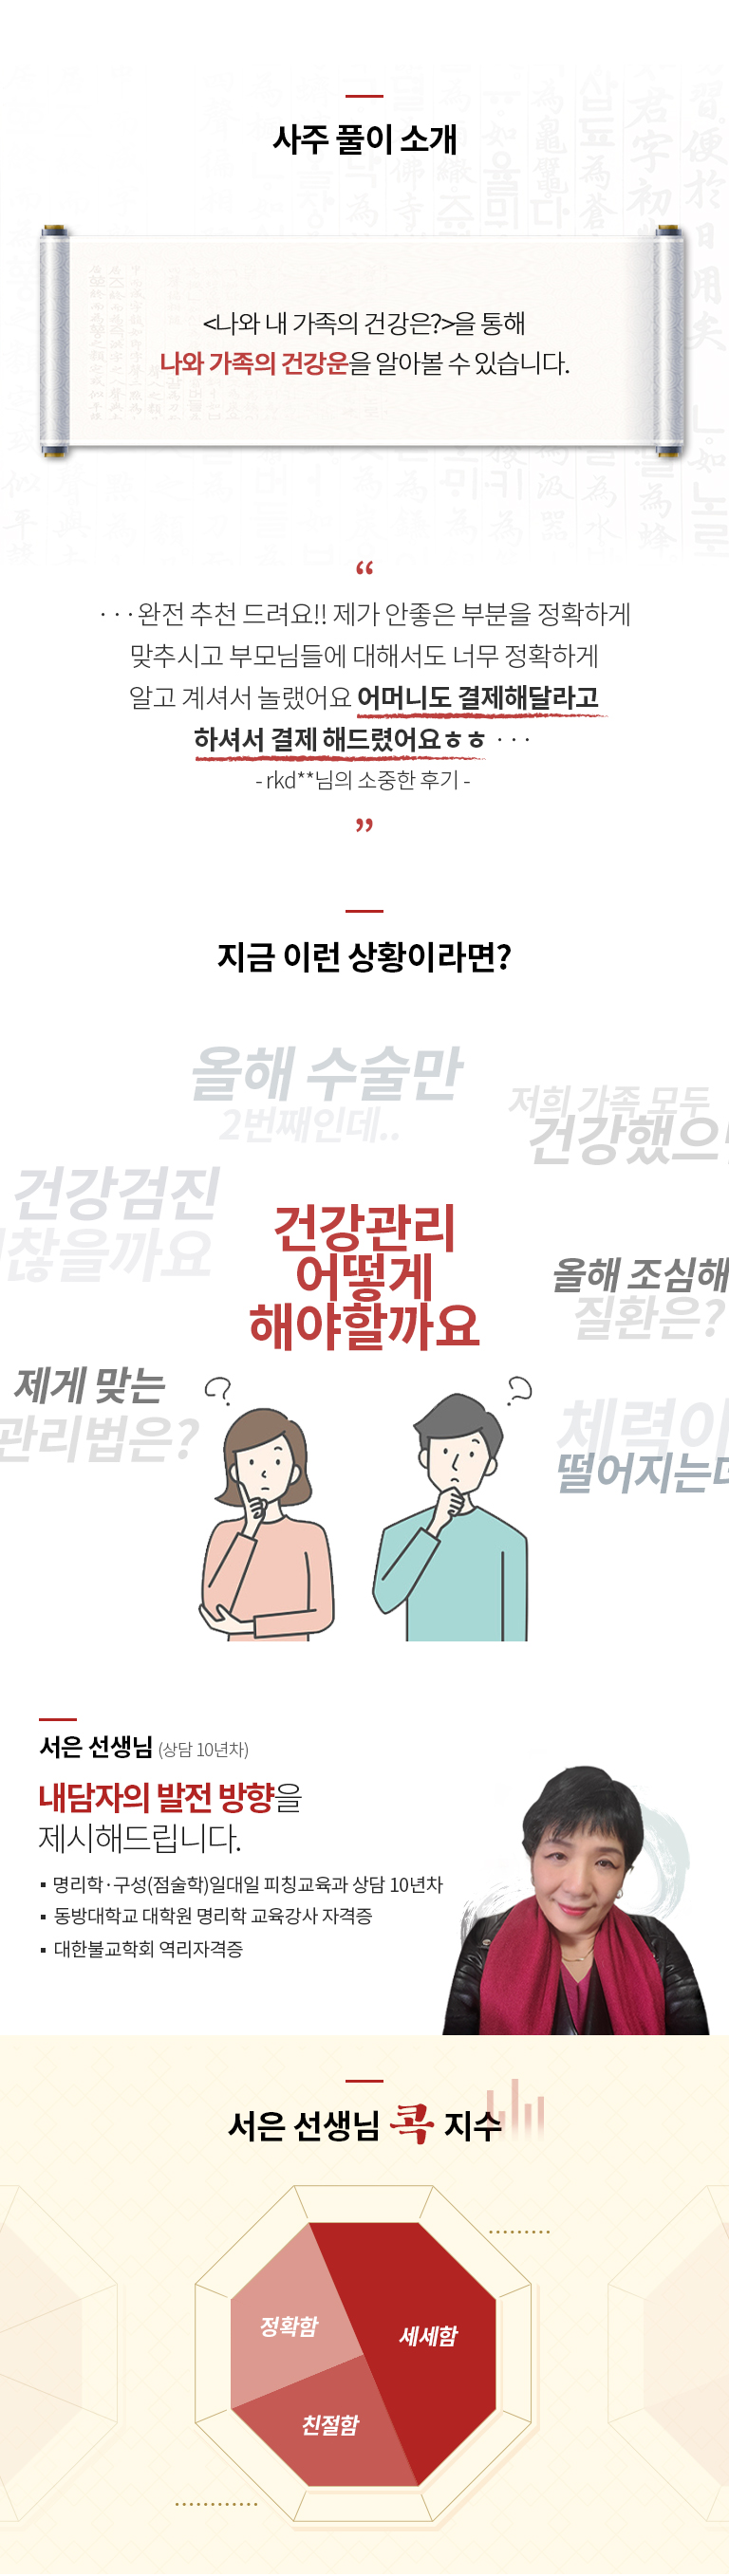 사주 풀이 소개
<나와 내 가족의 건강은?>을 통해
나와 가족의 건강운을 알아볼 수 있습니다.
“
···완전 추천 드려요!! 제가 안좋은 부분을 정확하게
맞추시고 부모님들에 대해서도 너무 정확하게
알고 계셔서 놀랬어요 어머니도 결제해달라고
하셔서 결제 해드렸어요ㅎㅎ ···
- rkd**님의 소중한 후기 -
”
지금 이런 상황이라면?
올해 수술만
2번째인데..
저희 가족 모두
건강했으
건강검진
찮을까요
건강관리
어떻게
해야할까요
올해 조심해
질환은?
제게 맞는
관리법은?
체력이
떨어지는데
서은 선생님 (상담 10년차)
내담자의 발전 방향을
제시해드립니다.
▪ 명리학·구성(점술학)일대일 피칭교육과 상담 10년차
▪ 동방대학교 대학원 명리학 교육강사 자격증
▪ 대한불교학회 역리자격증
서은 선생님 콕 지수
정확함
세세함
친절함